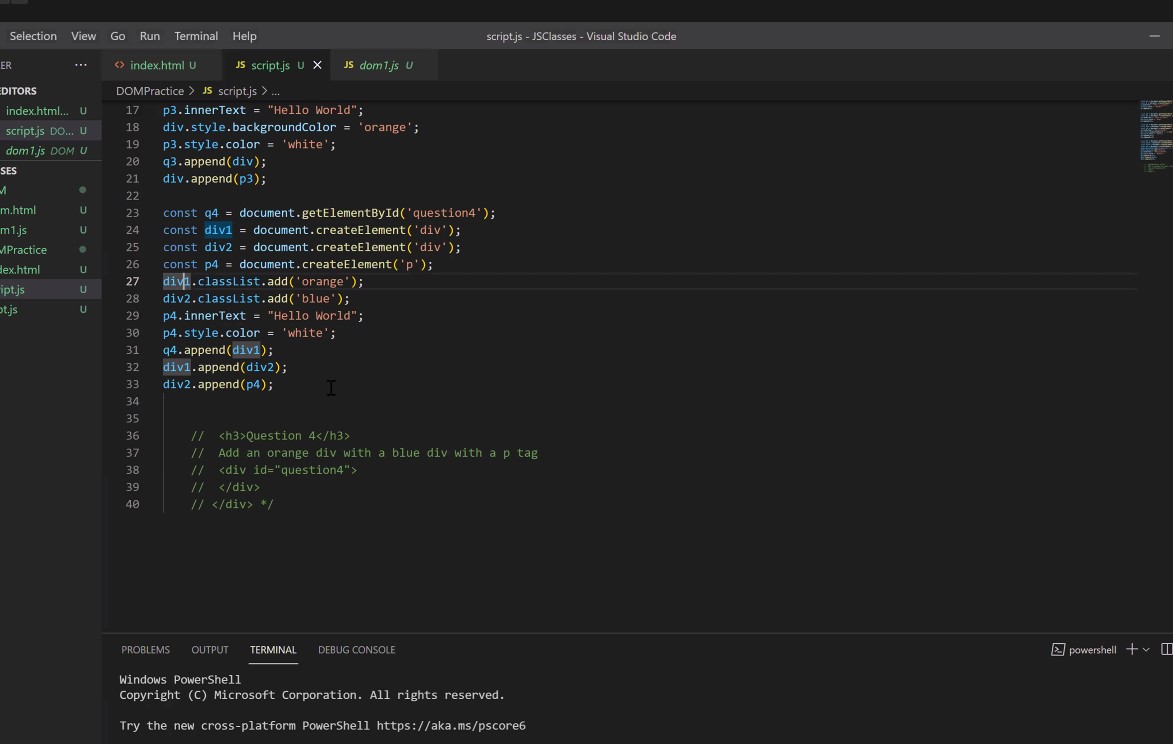 Selection View Go Run Terminal Help script.js - JSClasses - Visual Studio Code
ER ... <> index.html U JS script.js U JS dom1.js U
EDITORS DOMPractice > JS script.js > ...
index.html... U
script.js DO... U
dom1.js DOM U
SES
M
m.html U
m1.js U
MPractice
dex.html U
ipt.js U
pt.js U
17 p3.innerText = "Hello World";
18 div.style.backgroundColor = 'orange';
19 p3.style.color = 'white';
20 q3.append(div);
21 div.append(p3);
22
23 const q4 = document.getElementById('question4');
24 const div1 = document.createElement('div');
25 const div2 = document.createElement('div');
26 const p4 = document.createElement('p');
27 div1.classList.add('orange');
28 div2.classList.add('blue');
29 p4.innerText = "Hello World";
30 p4.style.color = 'white';
31 q4.append(div1);
32 div1.append(div2);
33 div2.append(p4);
34
35
36 // <h3>Question 4</h3>
37 // Add an orange div with a blue div with a p tag
38 // <div id="question4">
39 // </div>
40 // </div> */
PROBLEMS OUTPUT TERMINAL DEBUG CONSOLE powershell
Windows PowerShell
Copyright (C) Microsoft Corporation. All rights reserved.
Try the new cross-platform PowerShell https://aka.ms/pscore6